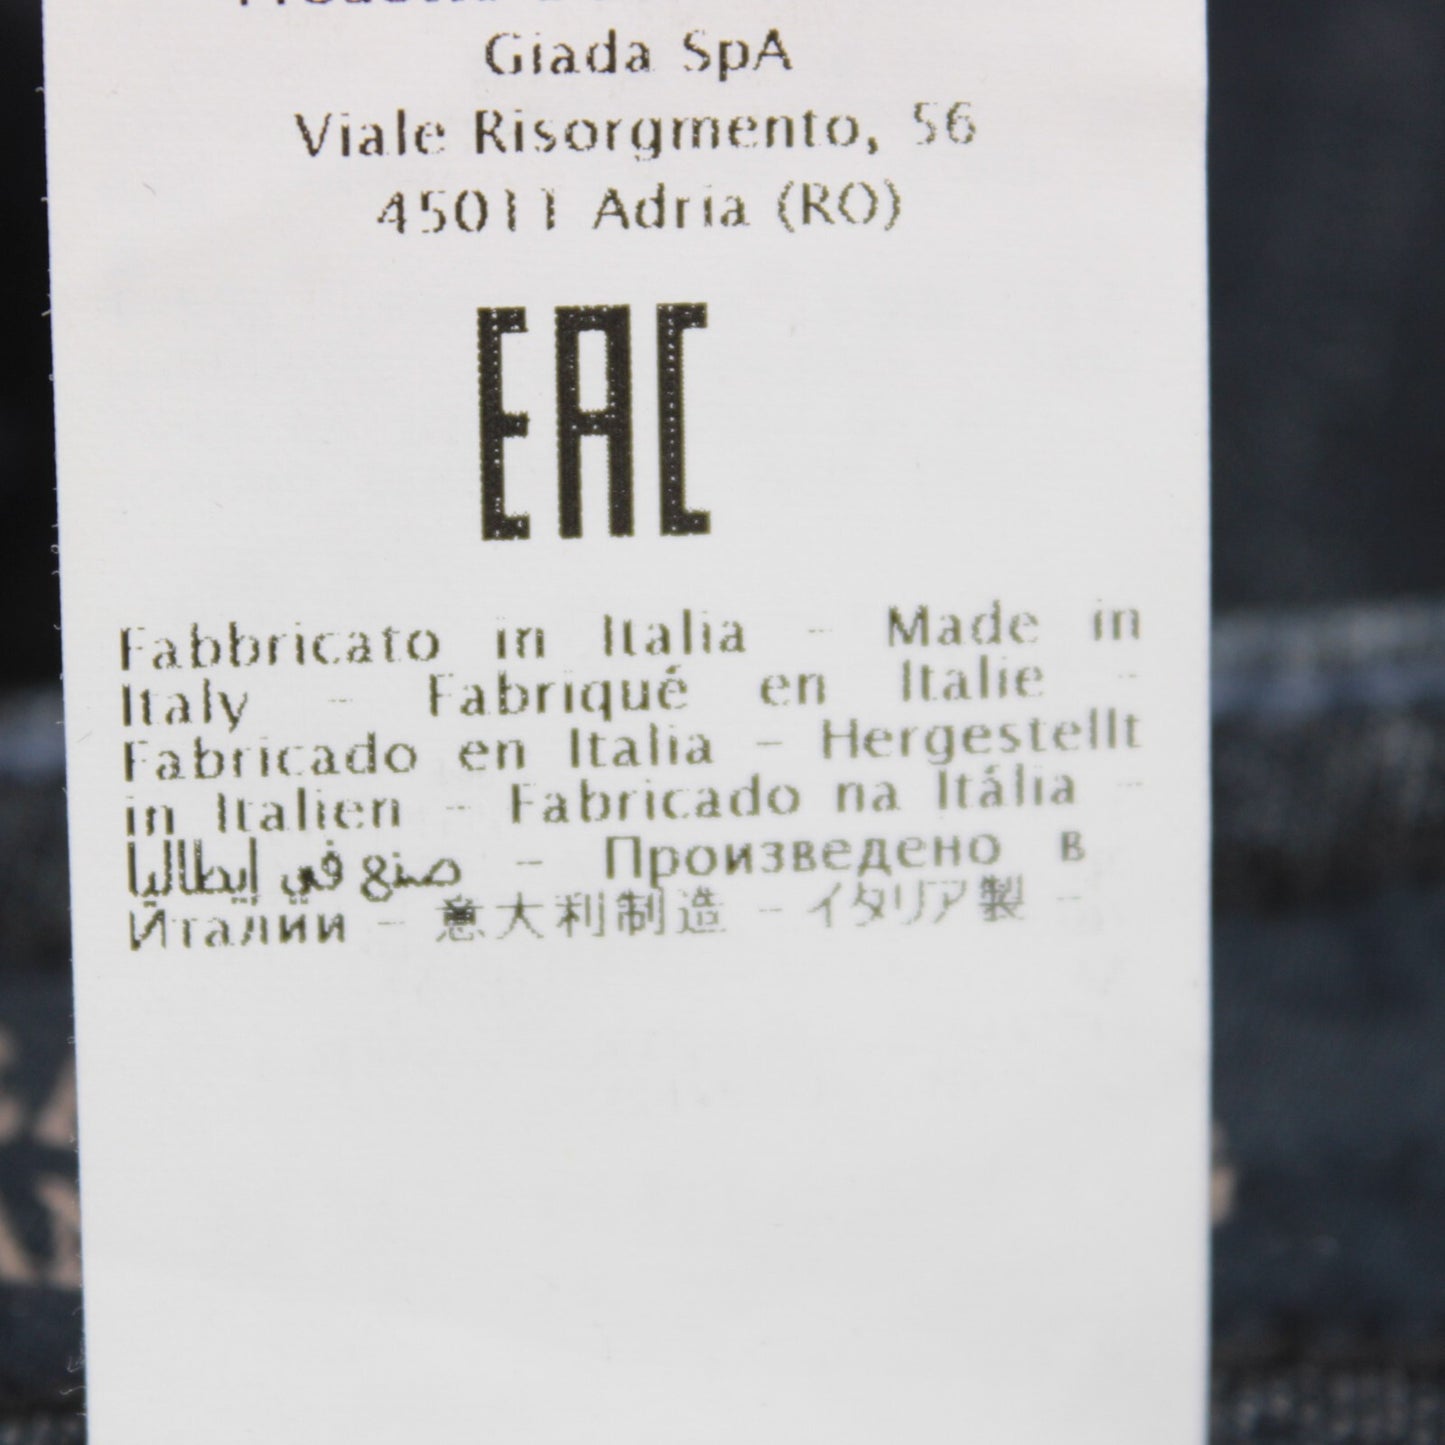 Giada SpA
Viale Risorgmento, 56
45011 Adria (RO)
EAC
Fabbricato in Italia - Made in
Italy - Fabriqué en Italie -
Fabricado en Italia - Hergestellt
in Italien - Fabricado na Itália -
صنع في إيطاليا - Произведено в
Йталйи - 意大利制造 - イタリア製 -